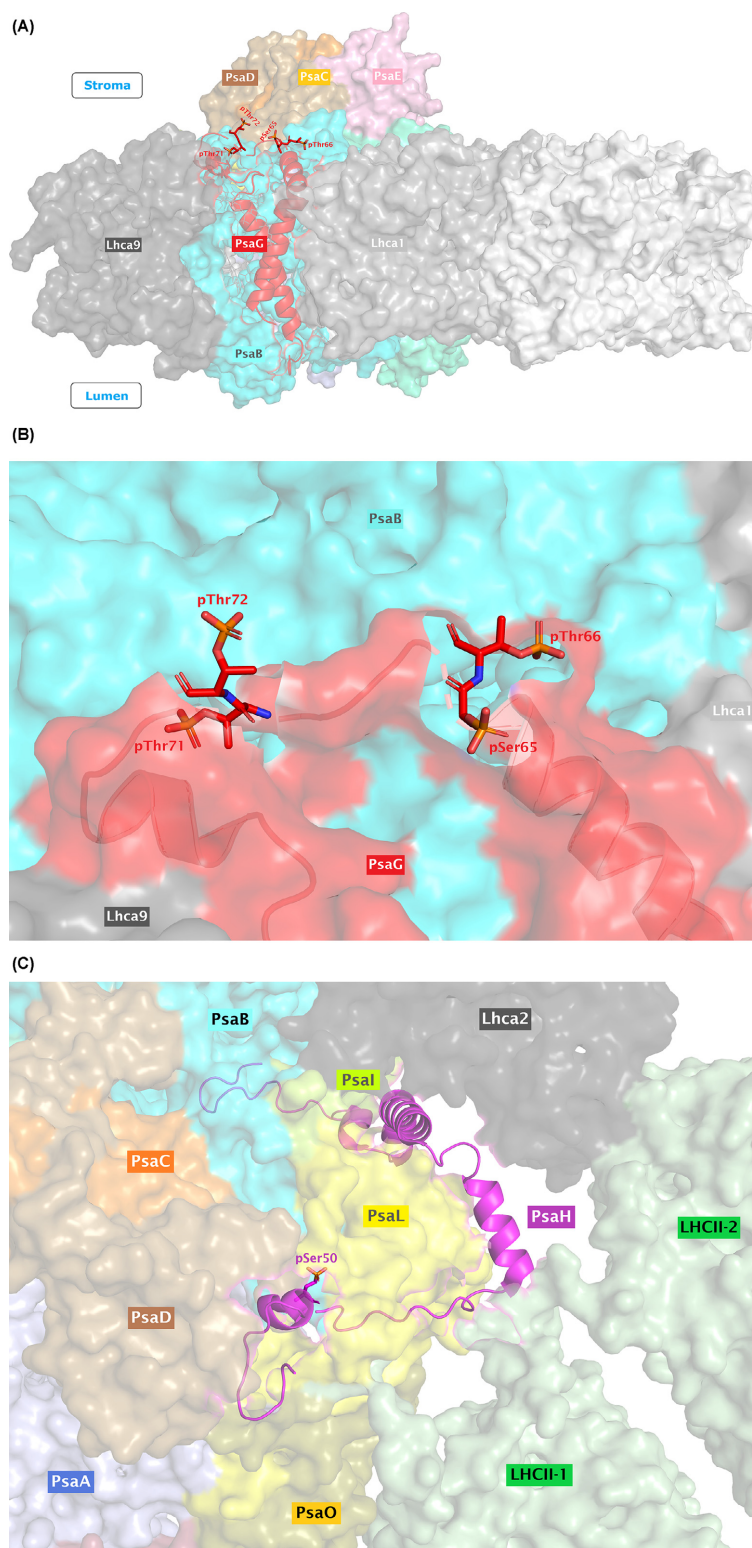 (A)
Stroma
PsaD
PsaC
PsaE
pThr72
pSer65
pThr71
pThr66
Lhca9
PsaG
Lhca1
PsaB
Lumen
(B)
PsaB
pThr72
pThr66
pThr71
pSer65
Lhca1
PsaG
Lhca9
(C)
PsaB
Lhca2
PsaI
PsaC
PsaL
PsaH
LHCII-2
pSer50
PsaD
PsaA
LHCII-1
PsaO